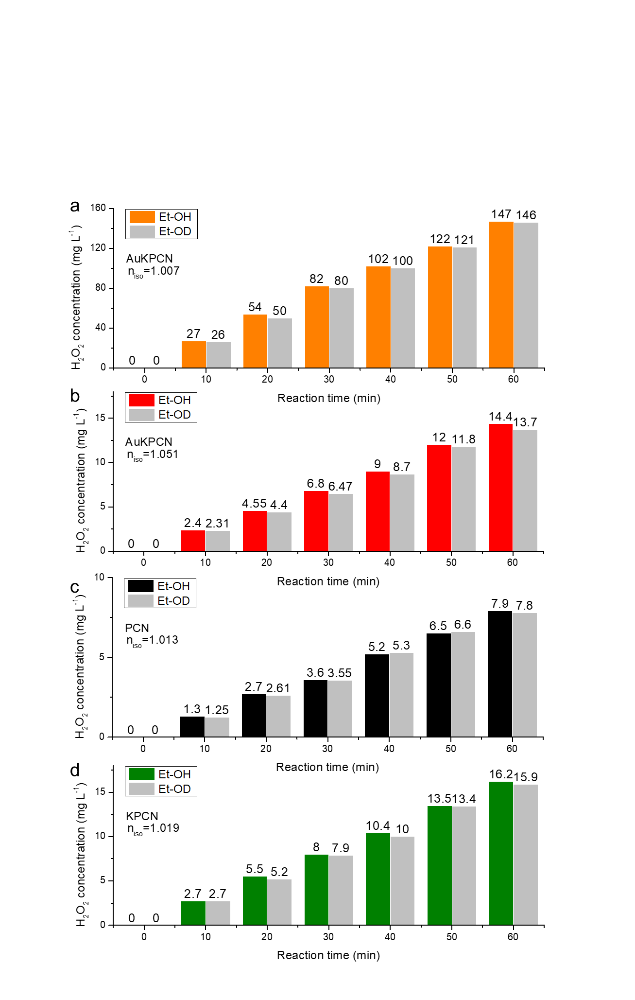 a
160
120
80
40
0
H₂O₂ concentration (mg L⁻¹)
Et-OH
Et-OD
AuKPCN
nᵢₛₒ=1.007
0 0
27 26
54 50
82 80
102 100
122 121
147 146
0 10 20 30 40 50 60
Reaction time (min)
b
15
10
5
0
H₂O₂ concentration (mg L⁻¹)
Et-OH
Et-OD
AuKPCN
nᵢₛₒ=1.051
0 0
2.4 2.31
4.55 4.4
6.8 6.47
9 8.7
12 11.8
14.4 13.7
0 10 20 30 40 50 60
Reaction time (min)
c
10
5
0
H₂O₂ concentration (mg L⁻¹)
Et-OH
Et-OD
PCN
nᵢₛₒ=1.013
0 0
1.3 1.25
2.7 2.61
3.6 3.55
5.2 5.3
6.5 6.6
7.9 7.8
0 10 20 30 40 50 60
Reaction time (min)
d
15
10
5
0
H₂O₂ concentration (mg L⁻¹)
Et-OH
Et-OD
KPCN
nᵢₛₒ=1.019
0 0
2.7 2.7
5.5 5.2
8 7.9
10.4 10
13.5 13.4
16.2 15.9
0 10 20 30 40 50 60
Reaction time (min)